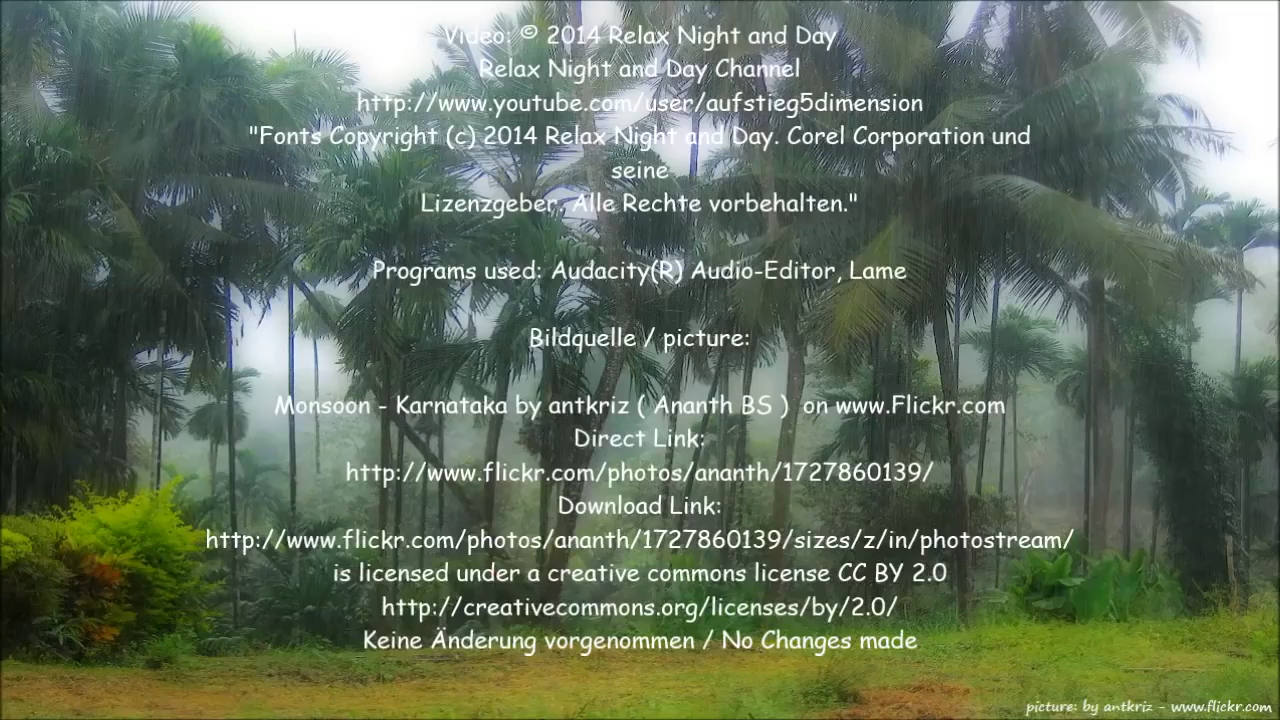 Video: © 2014 Relax Night and Day
Relax Night and Day Channel
http://www.youtube.com/user/aufstieg5dimension
"Fonts Copyright (c) 2014 Relax Night and Day. Corel Corporation und
seine
Lizenzgeber. Alle Rechte vorbehalten."
Programs used: Audacity(R) Audio-Editor, Lame
Bildquelle / picture:
Monsoon - Karnataka by antkriz ( Ananth BS )  on www.Flickr.com
Direct Link:
http://www.flickr.com/photos/ananth/1727860139/
Download Link:
http://www.flickr.com/photos/ananth/1727860139/sizes/z/in/photostream/
is licensed under a creative commons license CC BY 2.0
http://creativecommons.org/licenses/by/2.0/
Keine Änderung vorgenommen / No Changes made
picture: by antkriz - www.flickr.com